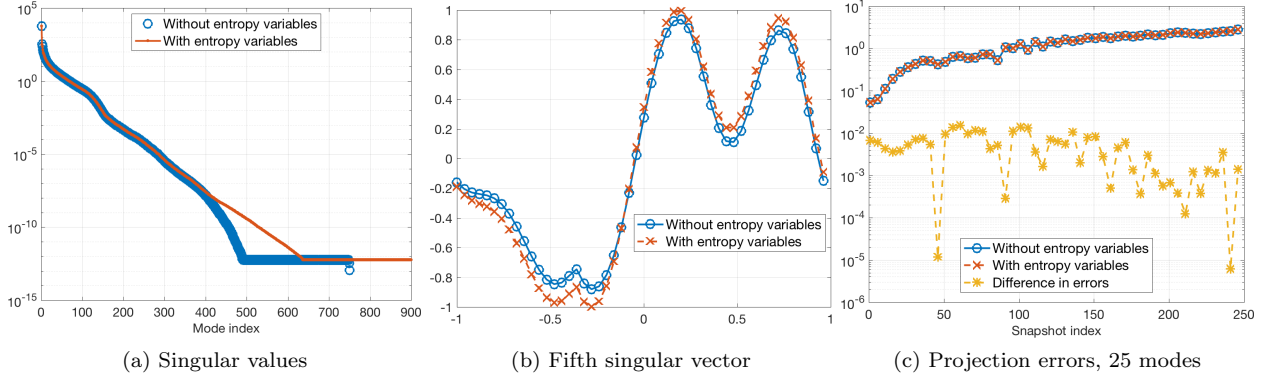 10^5
10^0
10^-5
10^-10
10^-15
0 100 200 300 400 500 600 700 800 900
Mode index
Without entropy variables
With entropy variables
(a) Singular values
1
0.8
0.6
0.4
0.2
0
-0.2
-0.4
-0.6
-0.8
-1
-1 -0.5 0 0.5 1
Without entropy variables
With entropy variables
(b) Fifth singular vector
10^1
10^0
10^-1
10^-2
10^-3
10^-4
10^-5
10^-6
0 50 100 150 200 250
Snapshot index
Without entropy variables
With entropy variables
Difference in errors
(c) Projection errors, 25 modes